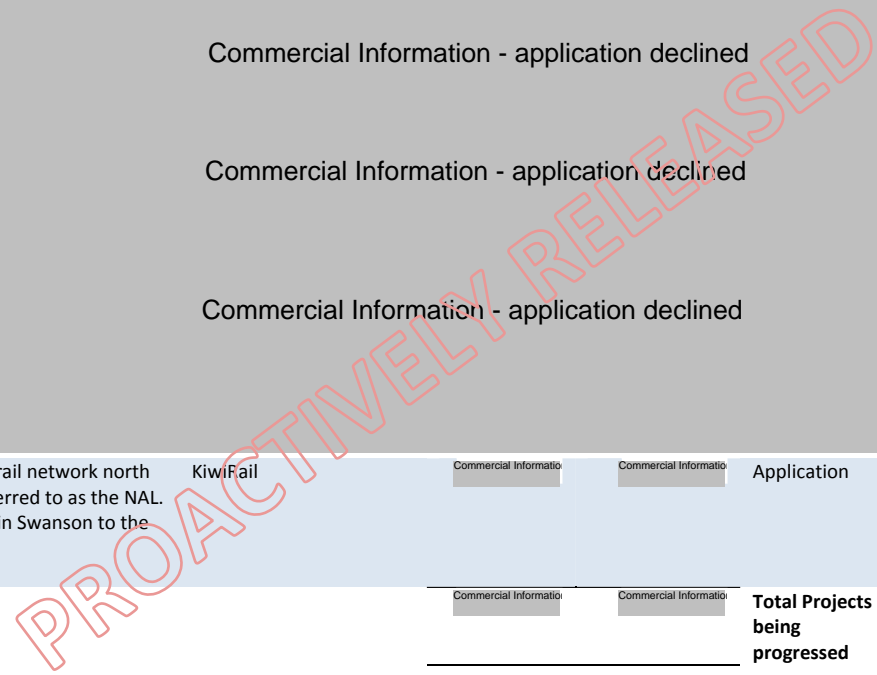 Commercial Information - application declined
Commercial Information - application declined
Commercial Information - application declined
rail network north KiwiRail Commercial Informatio Commercial Informatio Application
erred to as the NAL.
in Swanson to the
Commercial Informatio Commercial Informatio Total Projects
being
progressed
PROACTIVELY RELEASED